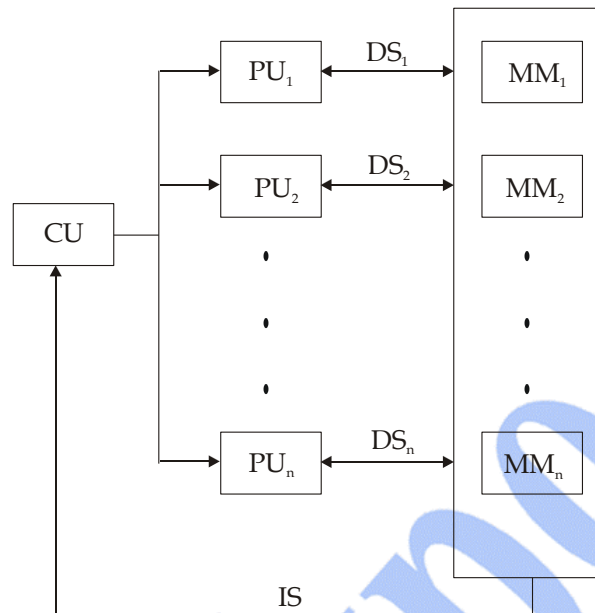 PU₁ DS₁ MM₁
PU₂ DS₂ MM₂
CU
PUₙ DSₙ MMₙ
IS